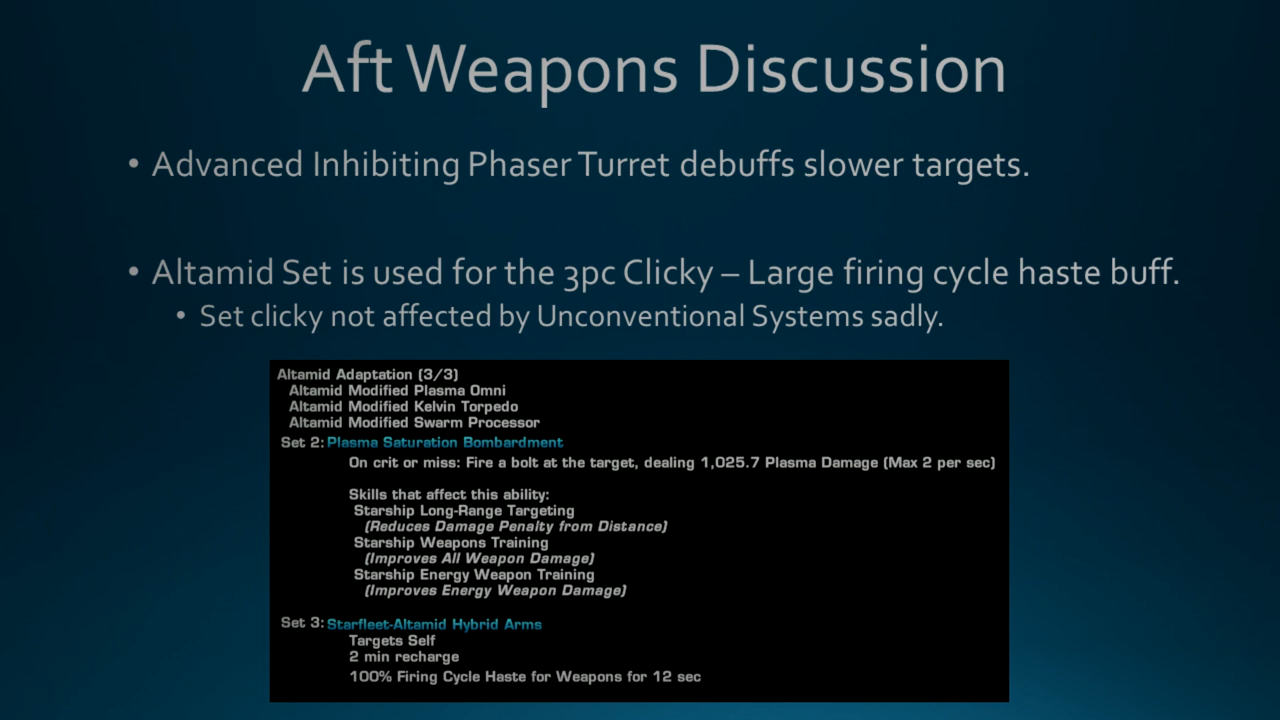 Aft Weapons Discussion
• Advanced Inhibiting Phaser Turret debuffs slower targets.
• Altamid Set is used for the 3pc Clicky – Large firing cycle haste buff.
• Set clicky not affected by Unconventional Systems sadly.
Altamid Adaptation (3/3)
Altamid Modified Plasma Omni
Altamid Modified Kelvin Torpedo
Altamid Modified Swarm Processor
Set 2: Plasma Saturation Bombardment
On crit or miss: Fire a bolt at the target, dealing 1,025.7 Plasma Damage (Max 2 per sec)
Skills that affect this ability:
Starship Long-Range Targeting
(Reduces Damage Penalty from Distance)
Starship Weapons Training
(Improves All Weapon Damage)
Starship Energy Weapon Training
(Improves Energy Weapon Damage)
Set 3: Starfleet-Altamid Hybrid Arms
Targets Self
2 min recharge
100% Firing Cycle Haste for Weapons for 12 sec